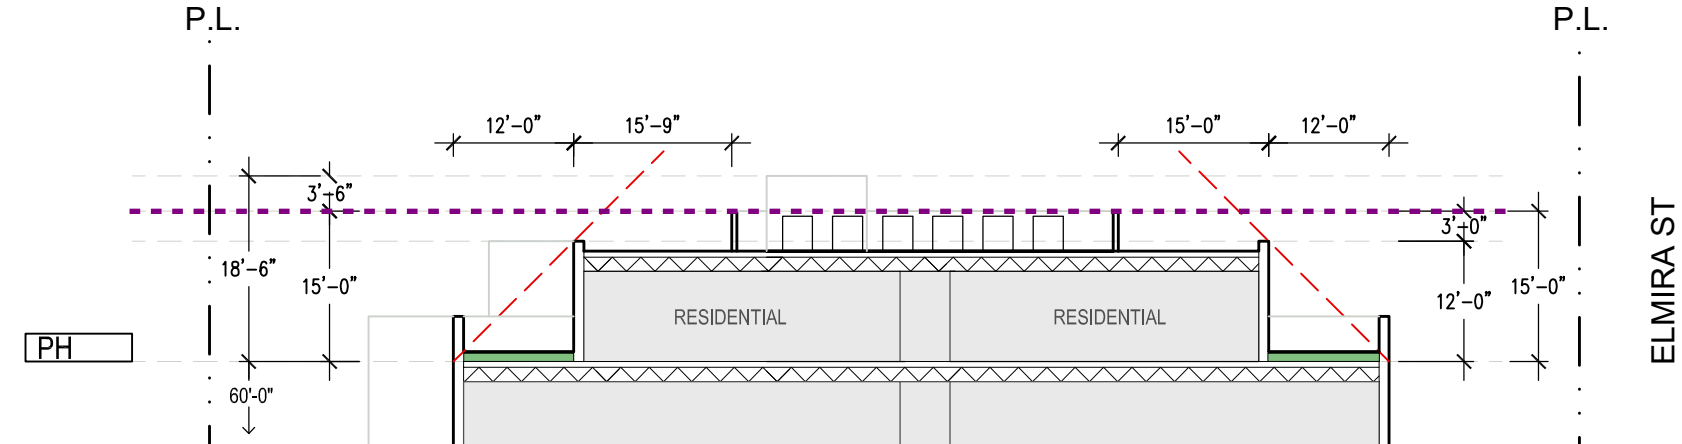 P.L.
P.L.
12'-0"
15'-9"
15'-0"
12'-0"
3'-6"
3'-0"
18'-6"
15'-0"
12'-0"
15'-0"
RESIDENTIAL
RESIDENTIAL
PH
60'-0"
ELMIRA ST